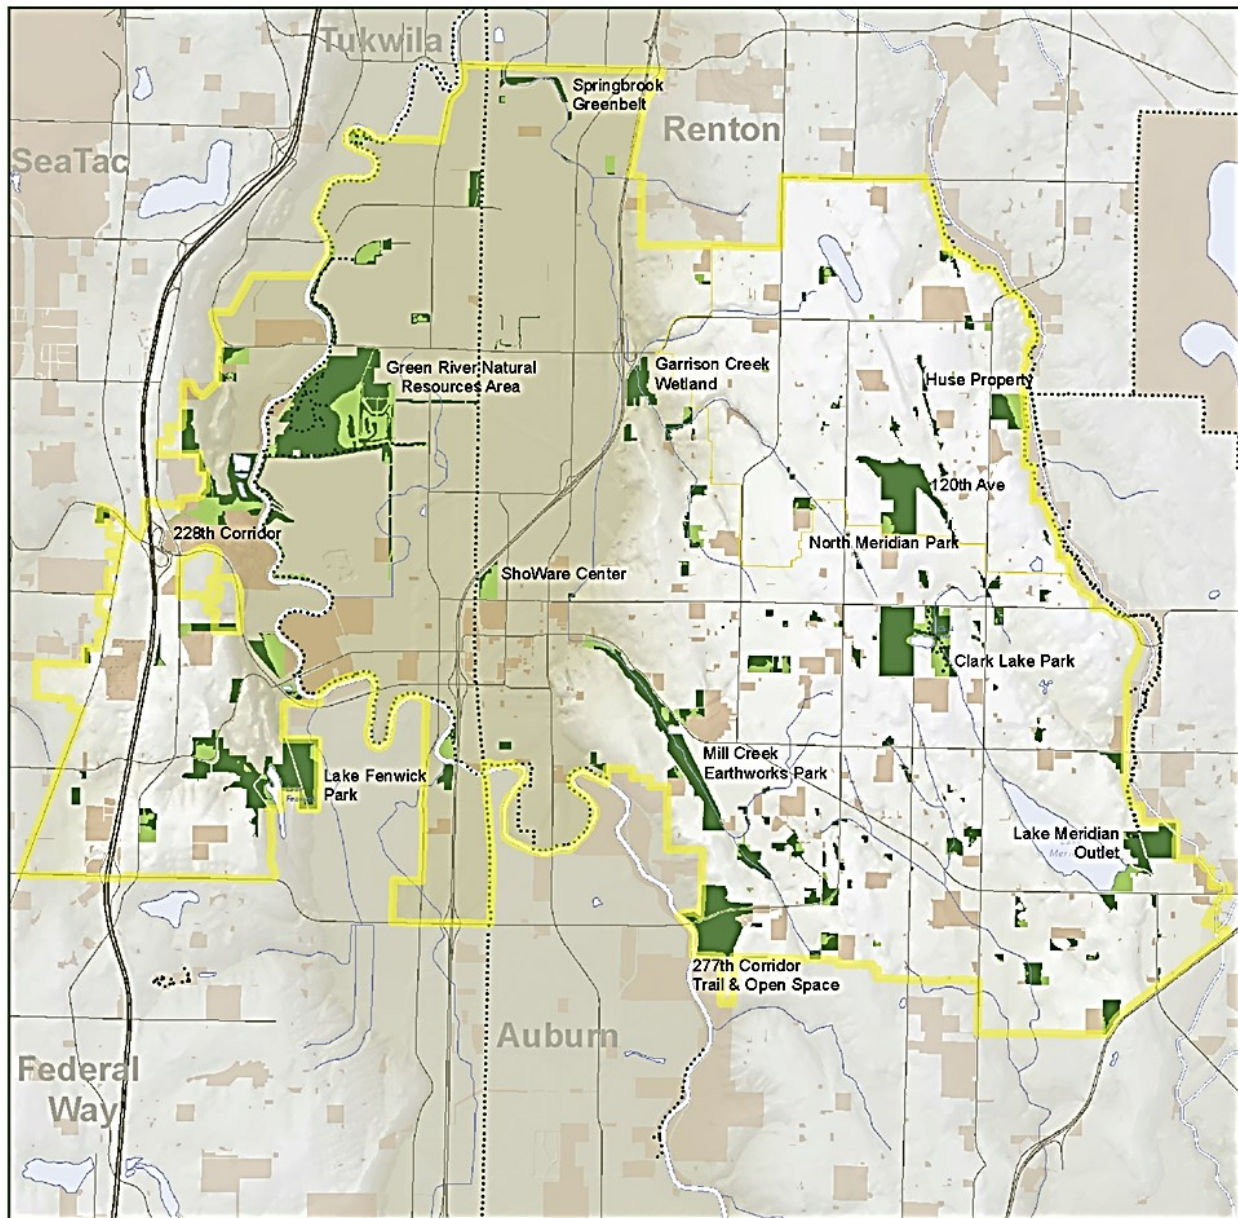 Tukwila
Springbrook
Greenbelt
Renton
SeaTac
Green River Natural
Resources Area
Garrison Creek
Wetland
Huse Property
120th Ave
228th Corridor
North Meridian Park
ShoWare Center
Clark Lake Park
Mill Creek
Earthworks Park
Lake Fenwick
Park
Lake Meridian
Outlet
277th Corridor
Trail & Open Space
Auburn
Federal
Way